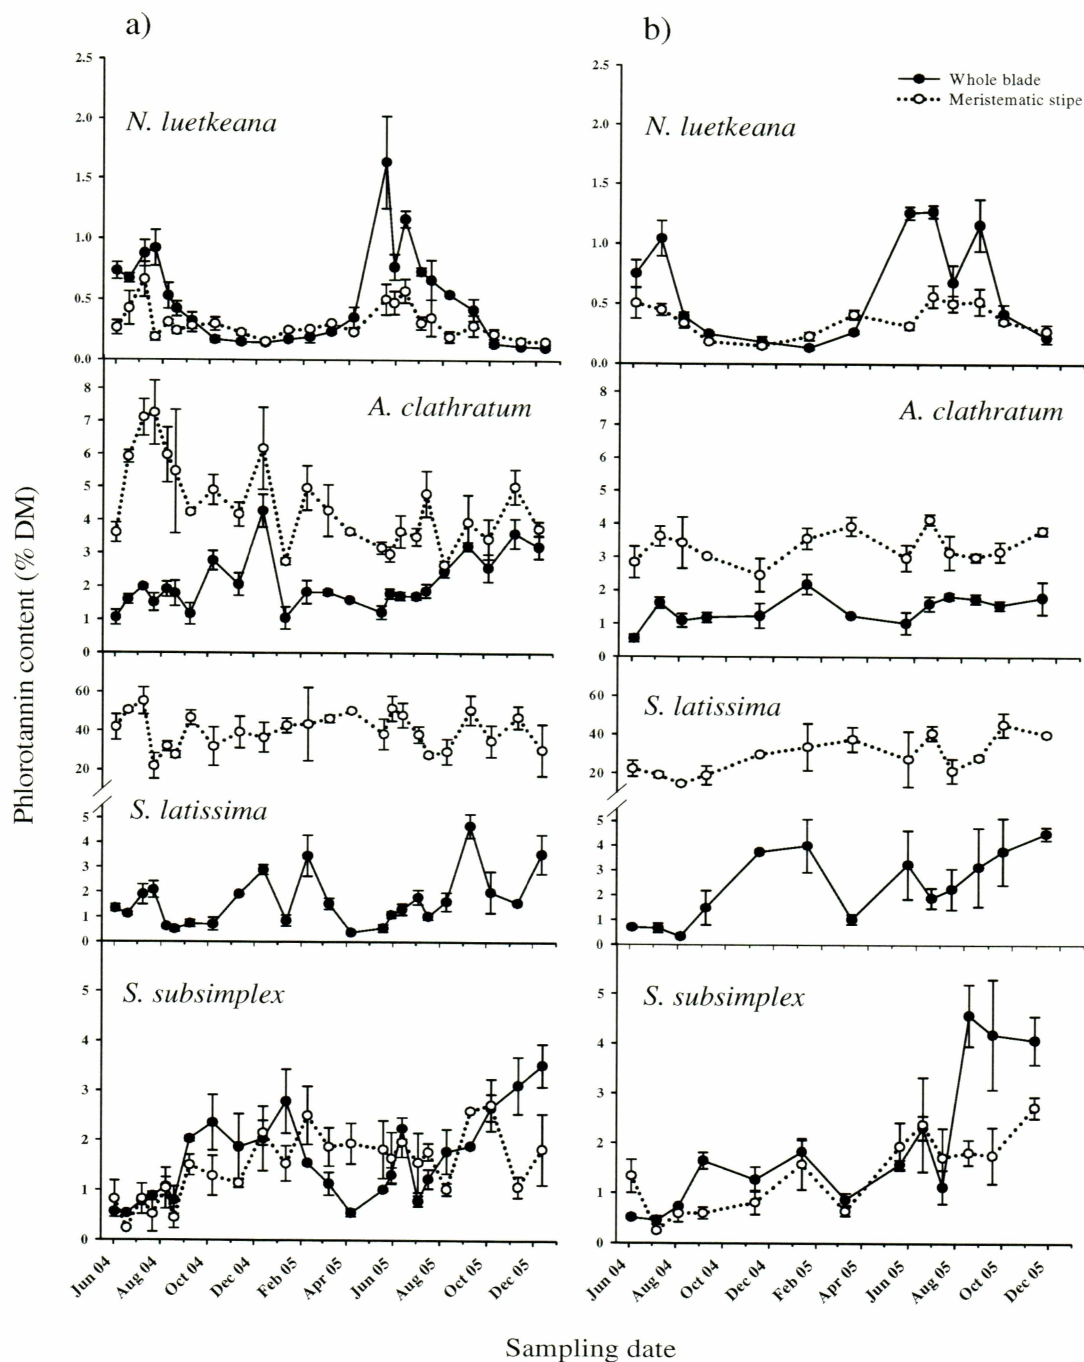 a)
b)
2.5
2.0
1.5
1.0
0.5
0.0
N. luetkeana
2.5
2.0
1.5
1.0
0.5
0.0
N. luetkeana
Whole blade
Meristematic stipe
8
7
6
5
4
3
2
1
0
A. clathratum
8
7
6
5
4
3
2
1
0
A. clathratum
60
40
20
5
4
3
2
1
0
S. latissima
60
40
20
5
4
3
2
1
0
S. latissima
5
4
3
2
1
0
S. subsimplex
5
4
3
2
1
0
S. subsimplex
Phlorotannin content (% DM)
Jun 04
Aug 04
Oct 04
Dec 04
Feb 05
Apr 05
Jun 05
Aug 05
Oct 05
Dec 05
Jun 04
Aug 04
Oct 04
Dec 04
Feb 05
Apr 05
Jun 05
Aug 05
Oct 05
Dec 05
Sampling date